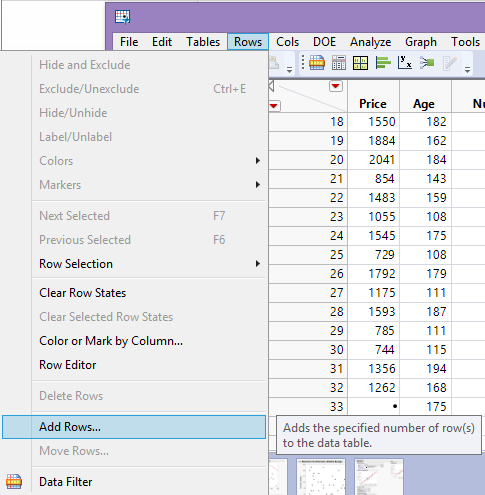 File Edit Tables Rows Cols DOE Analyze Graph Tools
Hide and Exclude
Exclude/Unexclude Ctrl+E
Hide/Unhide
Label/Unlabel
Colors
Markers
Next Selected F7
Previous Selected F6
Row Selection
Clear Row States
Clear Selected Row States
Color or Mark by Column...
Row Editor
Delete Rows
Add Rows...
Move Rows...
Data Filter
Price Age
18 1550 182
19 1884 162
20 2041 184
21 854 143
22 1483 159
23 1055 108
24 1545 175
25 729 108
26 1792 179
27 1175 111
28 1593 187
29 785 111
30 744 115
31 1356 194
32 1262 168
33 • 175
Adds the specified number of row(s)
to the data table.